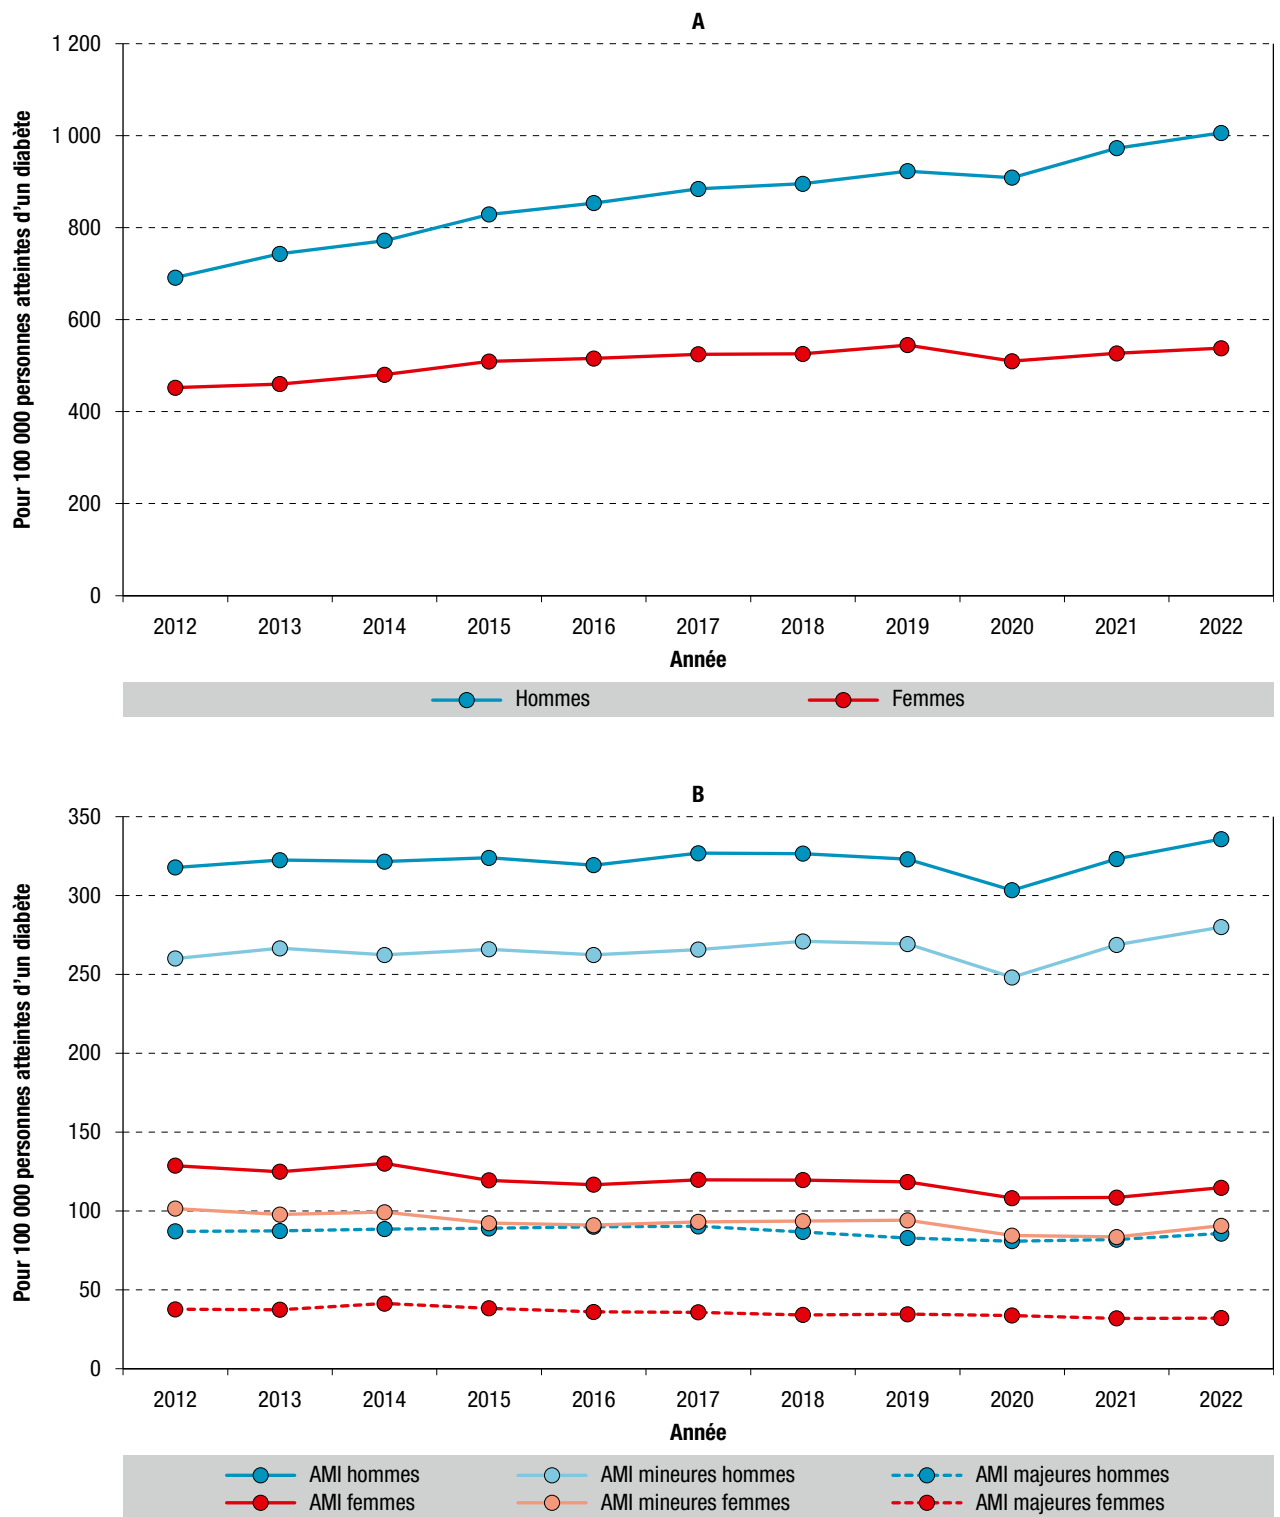 A
Pour 100 000 personnes atteintes d’un diabète
1 200
1 000
800
600
400
200
0
2012 2013 2014 2015 2016 2017 2018 2019 2020 2021 2022
Année
Hommes Femmes
B
Pour 100 000 personnes atteintes d’un diabète
350
300
250
200
150
100
50
0
2012 2013 2014 2015 2016 2017 2018 2019 2020 2021 2022
Année
AMI hommes AMI mineures hommes AMI majeures hommes
AMI femmes AMI mineures femmes AMI majeures femmes